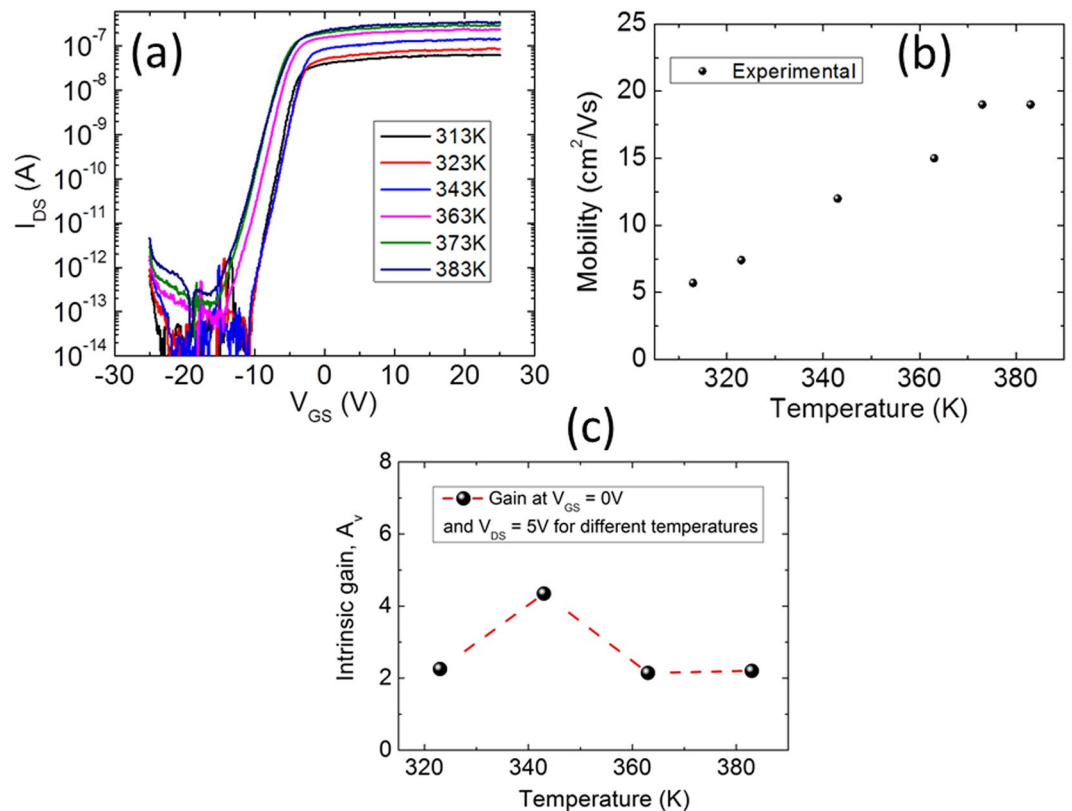 (a)
10⁻⁷
10⁻⁸
10⁻⁹
10⁻¹⁰
10⁻¹¹
10⁻¹²
10⁻¹³
10⁻¹⁴
I_DS (A)
313K
323K
343K
363K
373K
383K
-30 -20 -10 0 10 20 30
V_GS (V)
(b)
Experimental
25
20
15
10
5
0
Mobility (cm²/Vs)
320 340 360 380
Temperature (K)
(c)
Gain at V_GS = 0V
and V_DS = 5V for different temperatures
8
6
4
2
0
Intrinsic gain, A_v
320 340 360 380
Temperature (K)